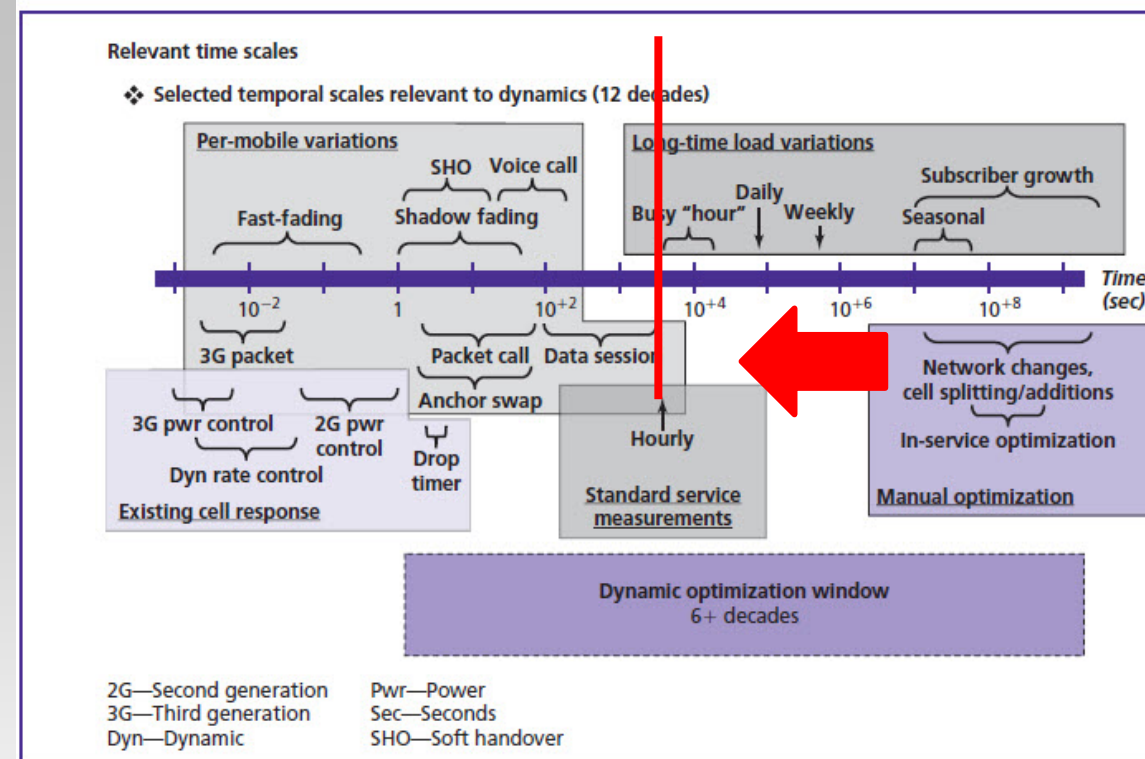 Relevant time scales
❖ Selected temporal scales relevant to dynamics (12 decades)
Per-mobile variations
Long-time load variations
SHO
Voice call
Subscriber growth
Daily
Fast-fading
Shadow fading
Busy "hour"
Weekly
Seasonal
Time
(sec)
10−2
1
10+2
10+4
10+6
10+8
3G packet
Packet call
Data session
Network changes,
cell splitting/additions
Anchor swap
3G pwr control
2G pwr
control
Hourly
In-service optimization
Drop
timer
Dyn rate control
Existing cell response
Standard service
measurements
Manual optimization
Dynamic optimization window
6+ decades
2G—Second generation
3G—Third generation
Dyn—Dynamic
Pwr—Power
Sec—Seconds
SHO—Soft handover